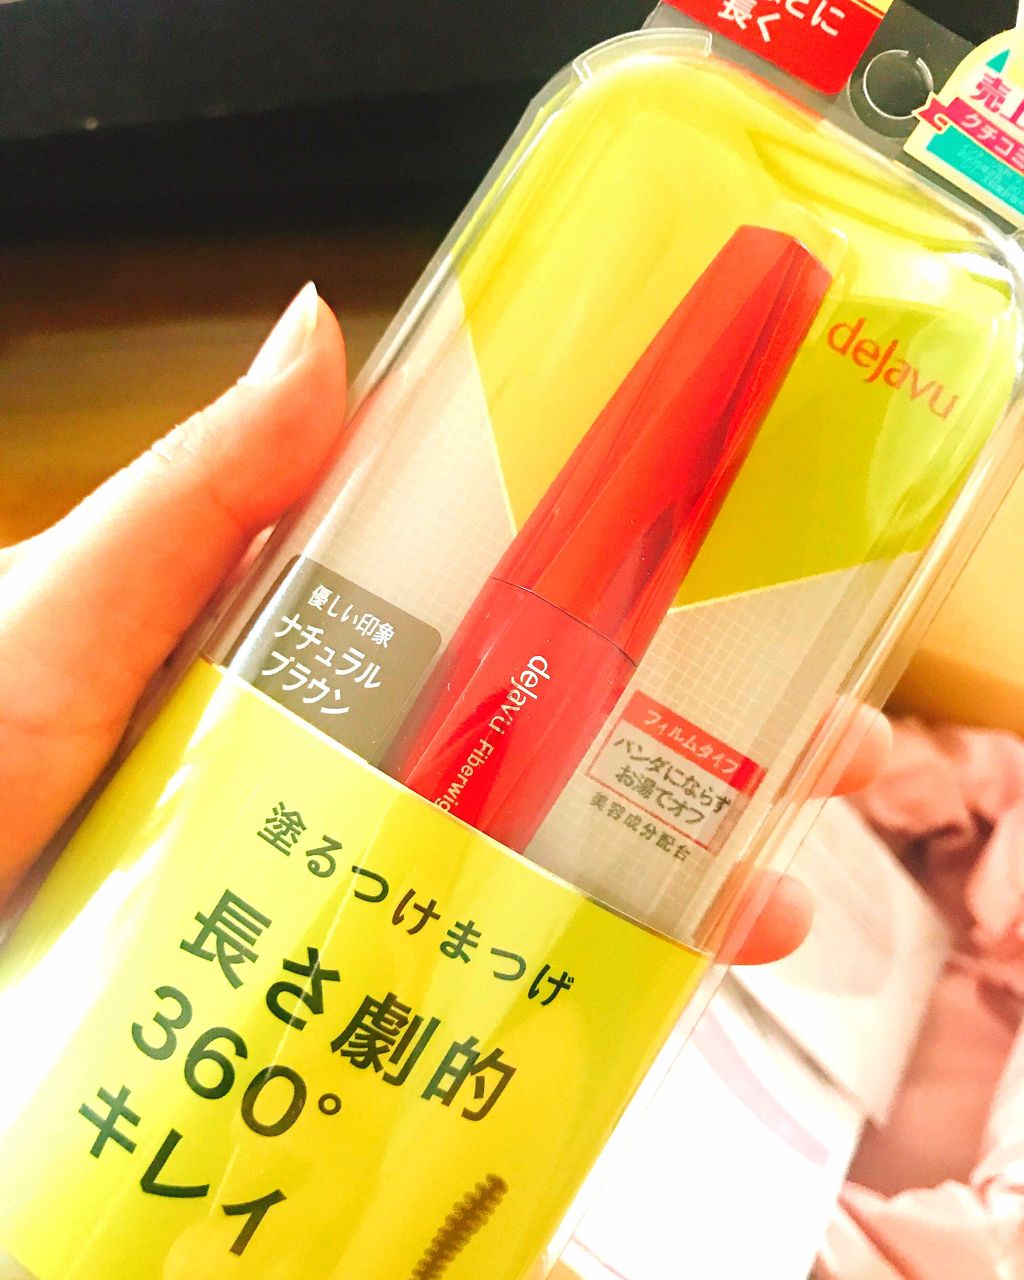 長く
売上
クチコミ
dejavu
優しい印象
ナチュラル
ブラウン
dejavu Fiberwig
フィルムタイプ
パンダにならず
お湯でオフ
美容成分配合
塗るつけまつげ
長さ劇的
360°
キレイ